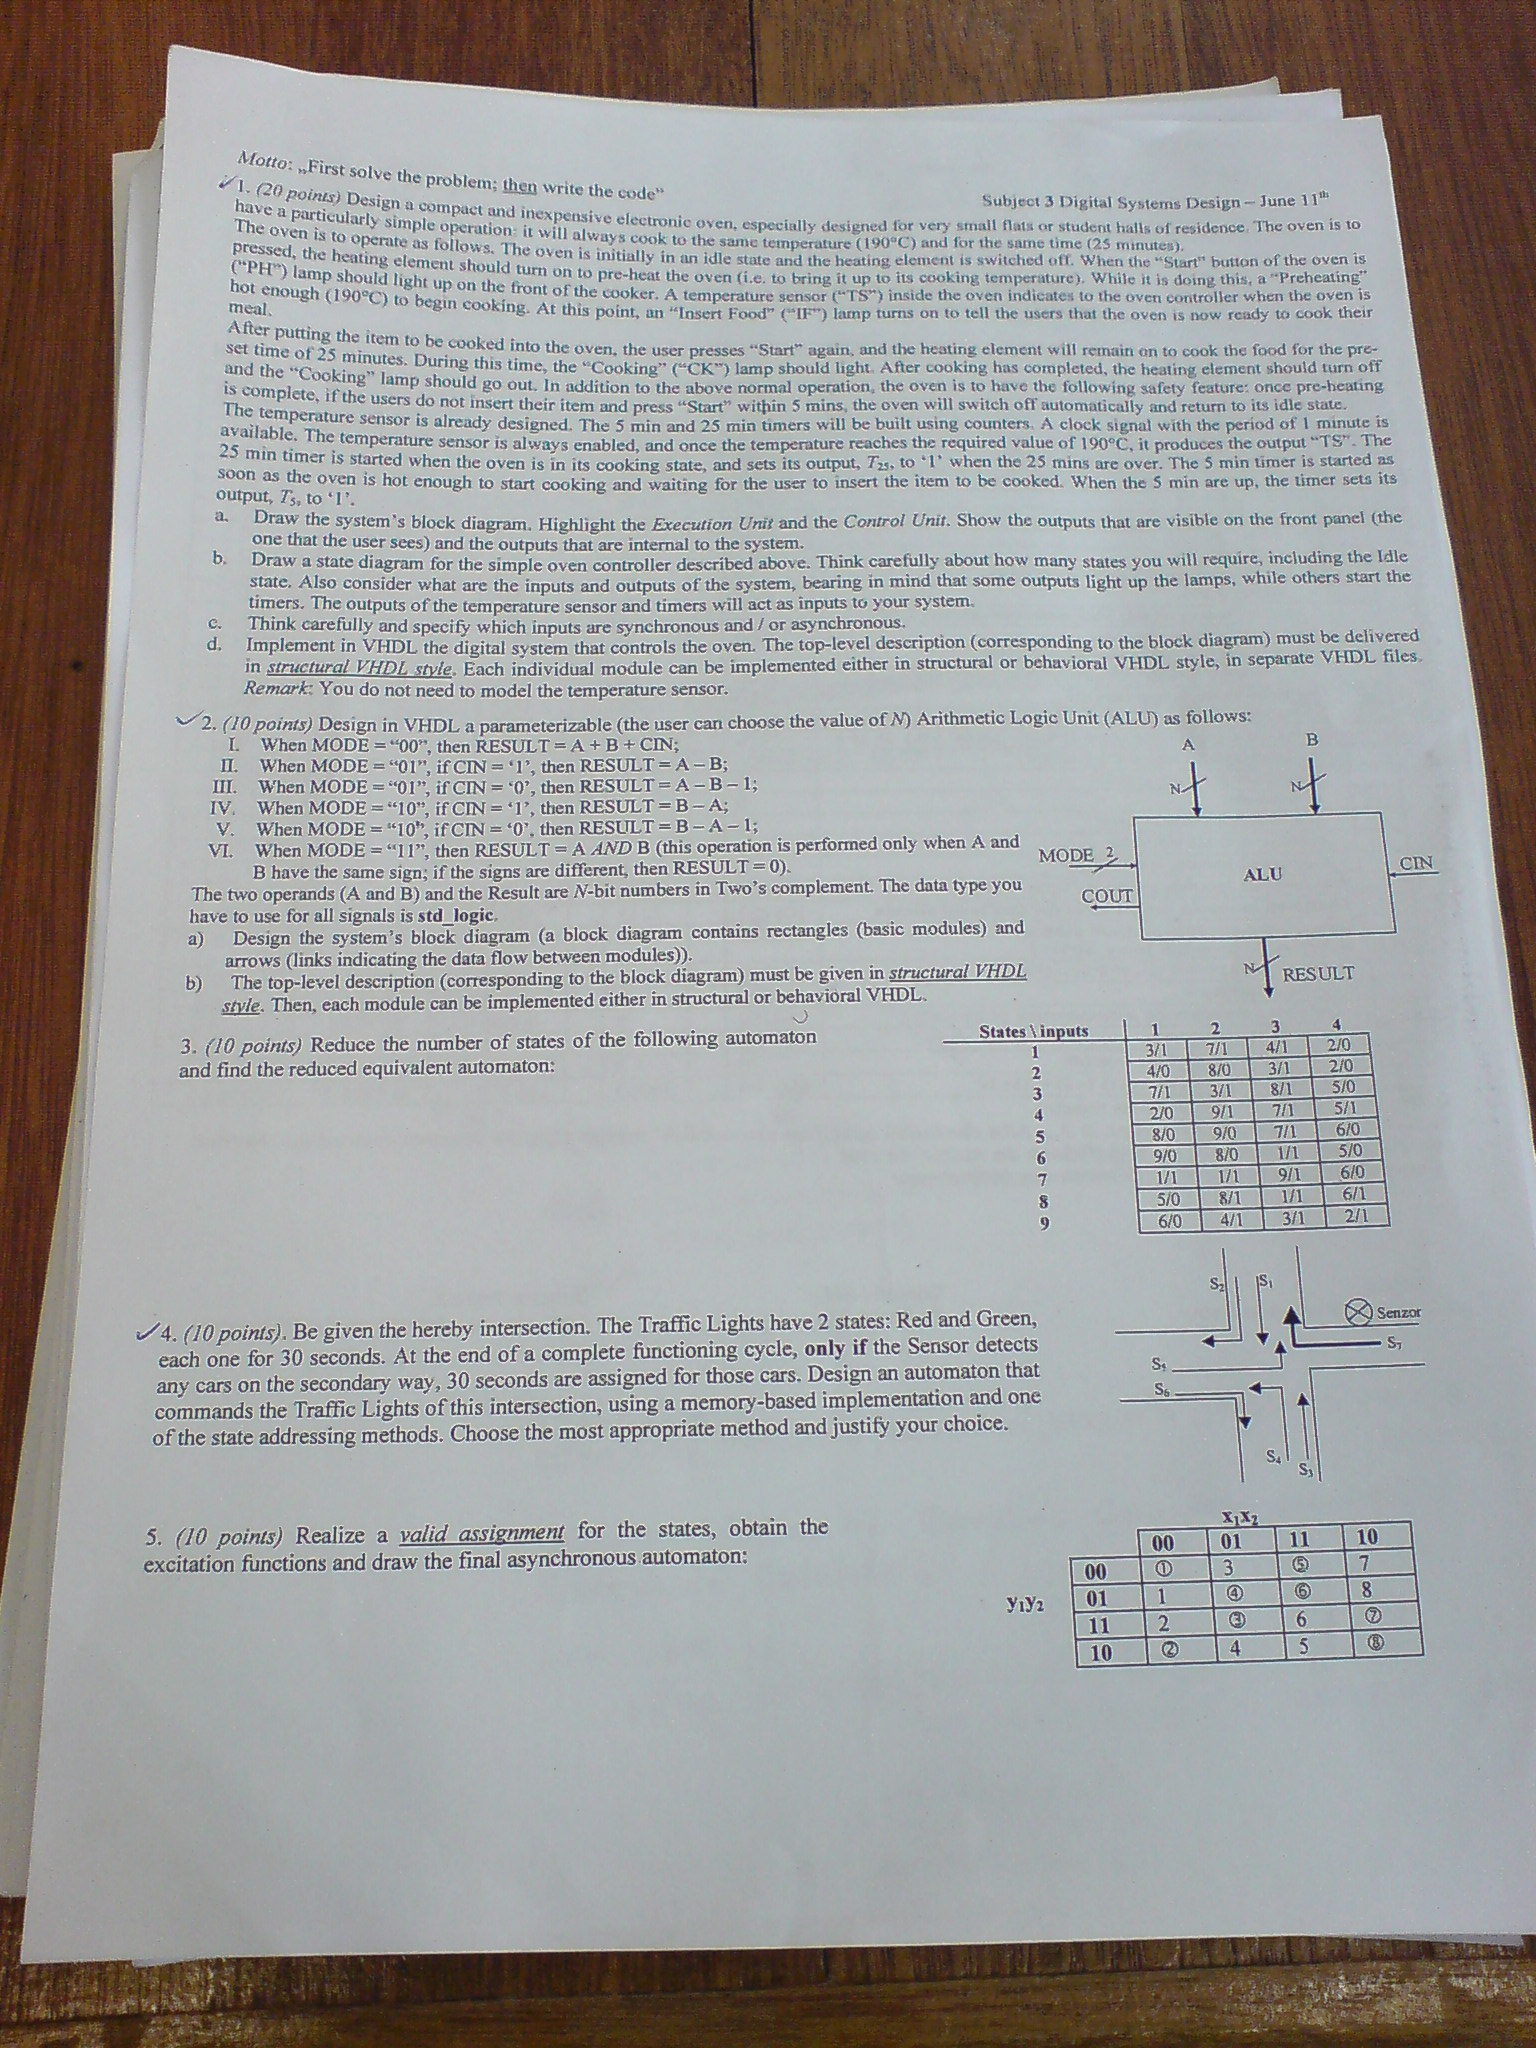 Motto: „First solve the problem; then write the code"
Subject 3 Digital Systems Design – June 11th
1. (20 points) Design a compact and inexpensive electronic oven, especially designed for very small flats or student halls of residence. The oven is to
have a particularly simple operation: it will always cook to the same temperature (190°C) and for the same time (25 minutes).
The oven is to operate as follows. The oven is initially in an idle state and the heating element is switched off. When the "Start" button of the oven is
pressed, the heating element should turn on to pre-heat the oven (i.e. to bring it up to its cooking temperature). While it is doing this, a "Preheating"
("PH") lamp should light up on the front of the cooker. A temperature sensor ("TS") inside the oven indicates to the oven controller when the oven is
hot enough (190°C) to begin cooking. At this point, an "Insert Food" ("IF") lamp turns on to tell the users that the oven is now ready to cook their
meal.
After putting the item to be cooked into the oven, the user presses "Start" again, and the heating element will remain on to cook the food for the pre-
set time of 25 minutes. During this time, the "Cooking" ("CK") lamp should light. After cooking has completed, the heating element should turn off
and the "Cooking" lamp should go out. In addition to the above normal operation, the oven is to have the following safety feature: once pre-heating
is complete, if the users do not insert their item and press "Start" within 5 mins, the oven will switch off automatically and return to its idle state.
The temperature sensor is already designed. The 5 min and 25 min timers will be built using counters. A clock signal with the period of 1 minute is
available. The temperature sensor is always enabled, and once the temperature reaches the required value of 190°C, it produces the output "TS". The
25 min timer is started when the oven is in its cooking state, and sets its output, T25, to '1' when the 25 mins are over. The 5 min timer is started as
soon as the oven is hot enough to start cooking and waiting for the user to insert the item to be cooked. When the 5 min are up, the timer sets its
output, T5, to '1'.
a. Draw the system's block diagram. Highlight the Execution Unit and the Control Unit. Show the outputs that are visible on the front panel (the
one that the user sees) and the outputs that are internal to the system.
b. Draw a state diagram for the simple oven controller described above. Think carefully about how many states you will require, including the Idle
state. Also consider what are the inputs and outputs of the system, bearing in mind that some outputs light up the lamps, while others start the
timers. The outputs of the temperature sensor and timers will act as inputs to your system.
c. Think carefully and specify which inputs are synchronous and / or asynchronous.
d. Implement in VHDL the digital system that controls the oven. The top-level description (corresponding to the block diagram) must be delivered
in structural VHDL style. Each individual module can be implemented either in structural or behavioral VHDL style, in separate VHDL files.
Remark: You do not need to model the temperature sensor.
2. (10 points) Design in VHDL a parameterizable (the user can choose the value of N) Arithmetic Logic Unit (ALU) as follows:
I. When MODE = "00", then RESULT = A + B + CIN;
II. When MODE = "01", if CIN = '1', then RESULT = A – B;
III. When MODE = "01", if CIN = '0', then RESULT = A – B – 1;
IV. When MODE = "10", if CIN = '1', then RESULT = B – A;
V. When MODE = "10", if CIN = '0', then RESULT = B – A – 1;
VI. When MODE = "11", then RESULT = A AND B (this operation is performed only when A and
B have the same sign; if the signs are different, then RESULT = 0).
The two operands (A and B) and the Result are N-bit numbers in Two's complement. The data type you
have to use for all signals is std_logic.
a) Design the system's block diagram (a block diagram contains rectangles (basic modules) and
arrows (links indicating the data flow between modules)).
b) The top-level description (corresponding to the block diagram) must be given in structural VHDL
style. Then, each module can be implemented either in structural or behavioral VHDL.
A B
N N
MODE 2
ALU
CIN
COUT
N RESULT
3. (10 points) Reduce the number of states of the following automaton
and find the reduced equivalent automaton:
States \ inputs 1 2 3 4
1 3/1 7/1 4/1 2/0
2 4/0 8/0 3/1 2/0
3 7/1 3/1 8/1 5/0
4 2/0 9/1 7/1 5/1
5 8/0 9/0 7/1 6/0
6 9/0 8/0 1/1 5/0
7 1/1 1/1 9/1 6/0
8 5/0 8/1 1/1 6/1
9 6/0 4/1 3/1 2/1
4. (10 points). Be given the hereby intersection. The Traffic Lights have 2 states: Red and Green,
each one for 30 seconds. At the end of a complete functioning cycle, only if the Sensor detects
any cars on the secondary way, 30 seconds are assigned for those cars. Design an automaton that
commands the Traffic Lights of this intersection, using a memory-based implementation and one
of the state addressing methods. Choose the most appropriate method and justify your choice.
S2 S1
Senzor
S6
S4
S3
5. (10 points) Realize a valid assignment for the states, obtain the
excitation functions and draw the final asynchronous automaton:
x1x2
00 01 11 10
y1y2
00 1 3 5 7
01 1 4 6 8
11 2 3 6 7
10 2 4 5 8